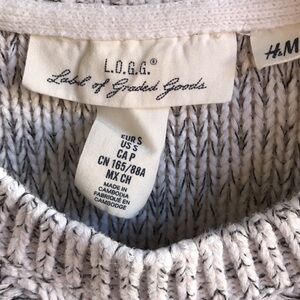 L.O.G.G.®
Label of Graded Goods
H&M
EUR S
US S
CA P
CN 165/88A
MX CH
MADE IN
CAMBODIA
FABRIQUÉ EN
CAMBODGE